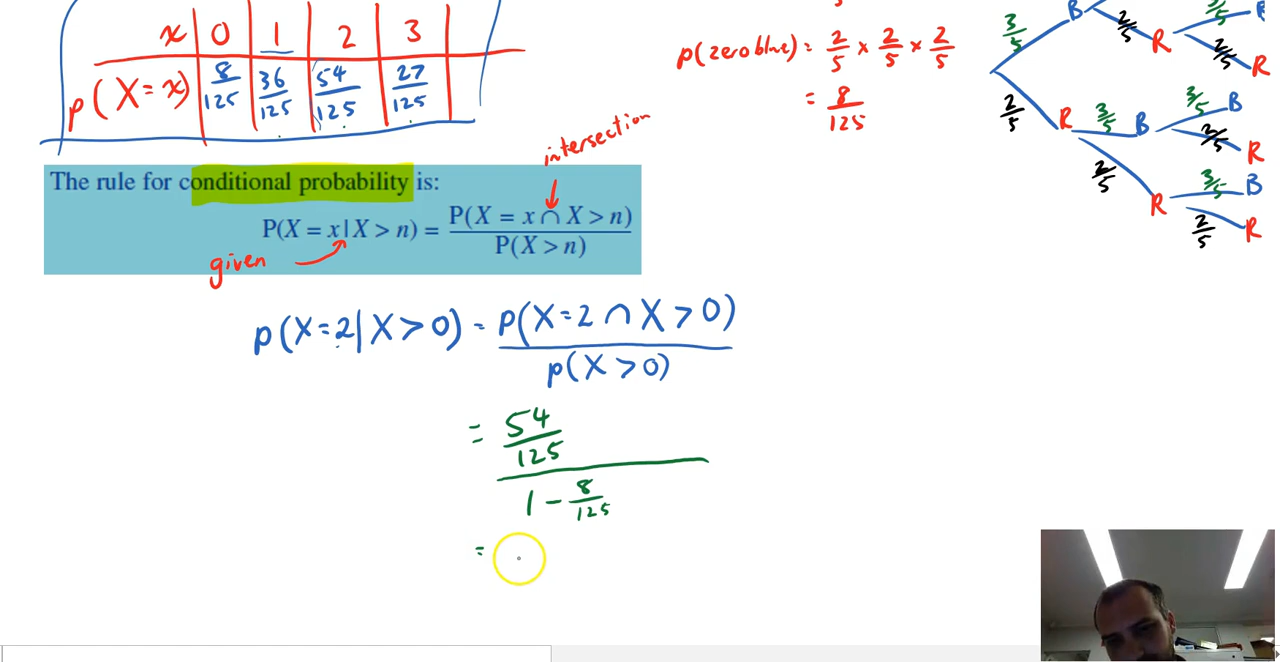 x 0 1 2 3
p(X=x) 8/125 36/125 54/125 27/125
p(zero blue) = 2/5 × 2/5 × 2/5
= 8/125
3/5 B 2/5 R 3/5 B
2/5 R
2/5 R 3/5 B 3/5 B
2/5 R
2/5 R 3/5 B
2/5 R
intersection
The rule for conditional probability is:
P(X = x | X > n) = P(X = x ∩ X > n)
P(X > n)
given
p(X=2|X>0) = p(X=2 ∩ X>0)
p(X>0)
= 54/125
1 - 8/125
=